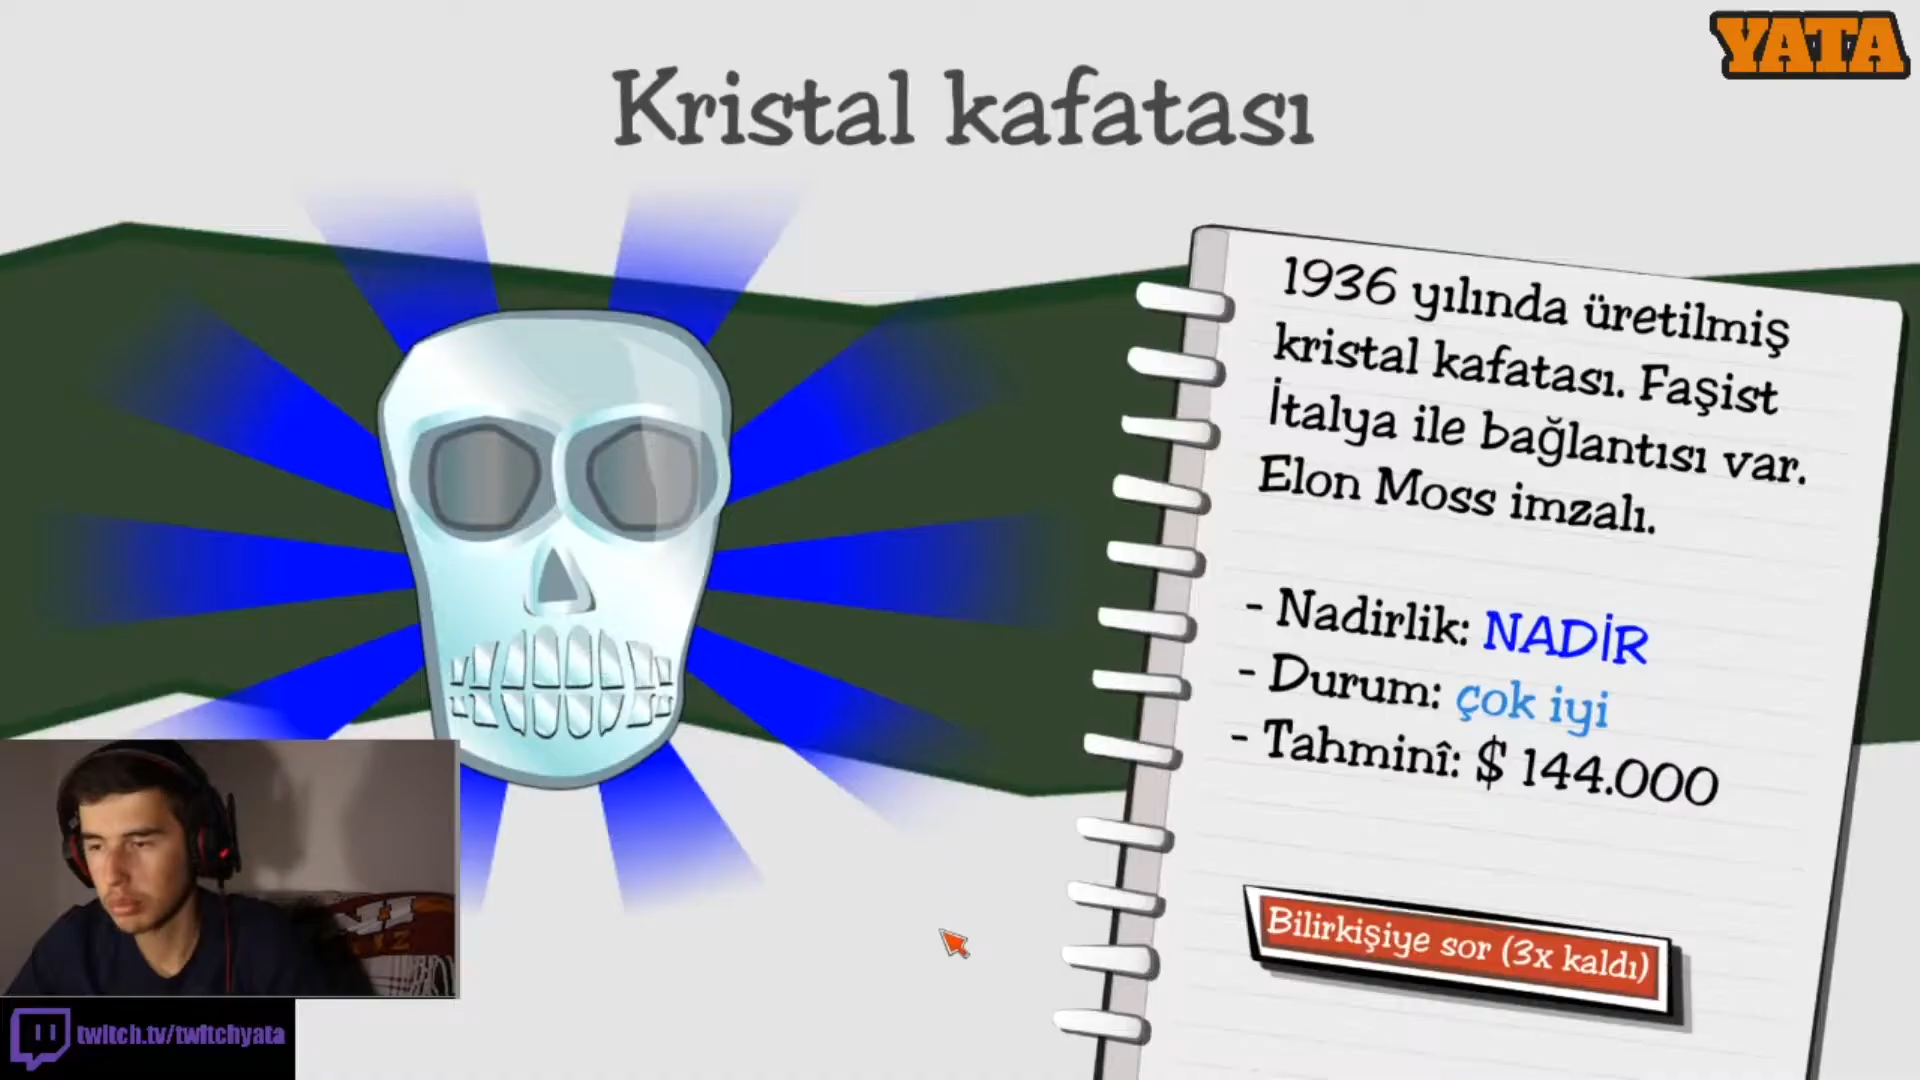 YATA
Kristal kafatası
1936 yılında üretilmiş
kristal kafatası. Faşist
İtalya ile bağlantısı var.
Elon Moss imzalı.
- Nadirlik: NADİR
- Durum: çok iyi
- Tahminî: $ 144.000
Bilirkişiye sor (3x kaldı)
twitch.tv/twitchyata